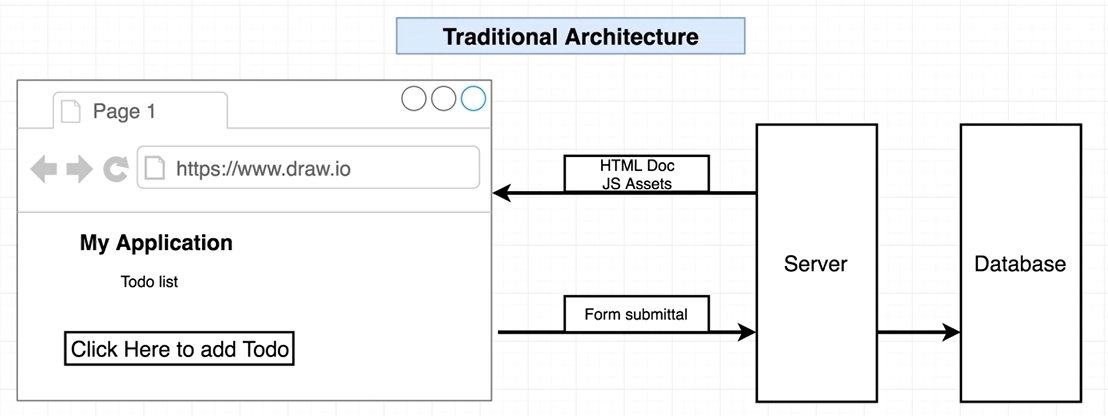 Traditional Architecture
Page 1
https://www.draw.io
My Application
Todo list
Click Here to add Todo
HTML Doc
JS Assets
Form submittal
Server
Database